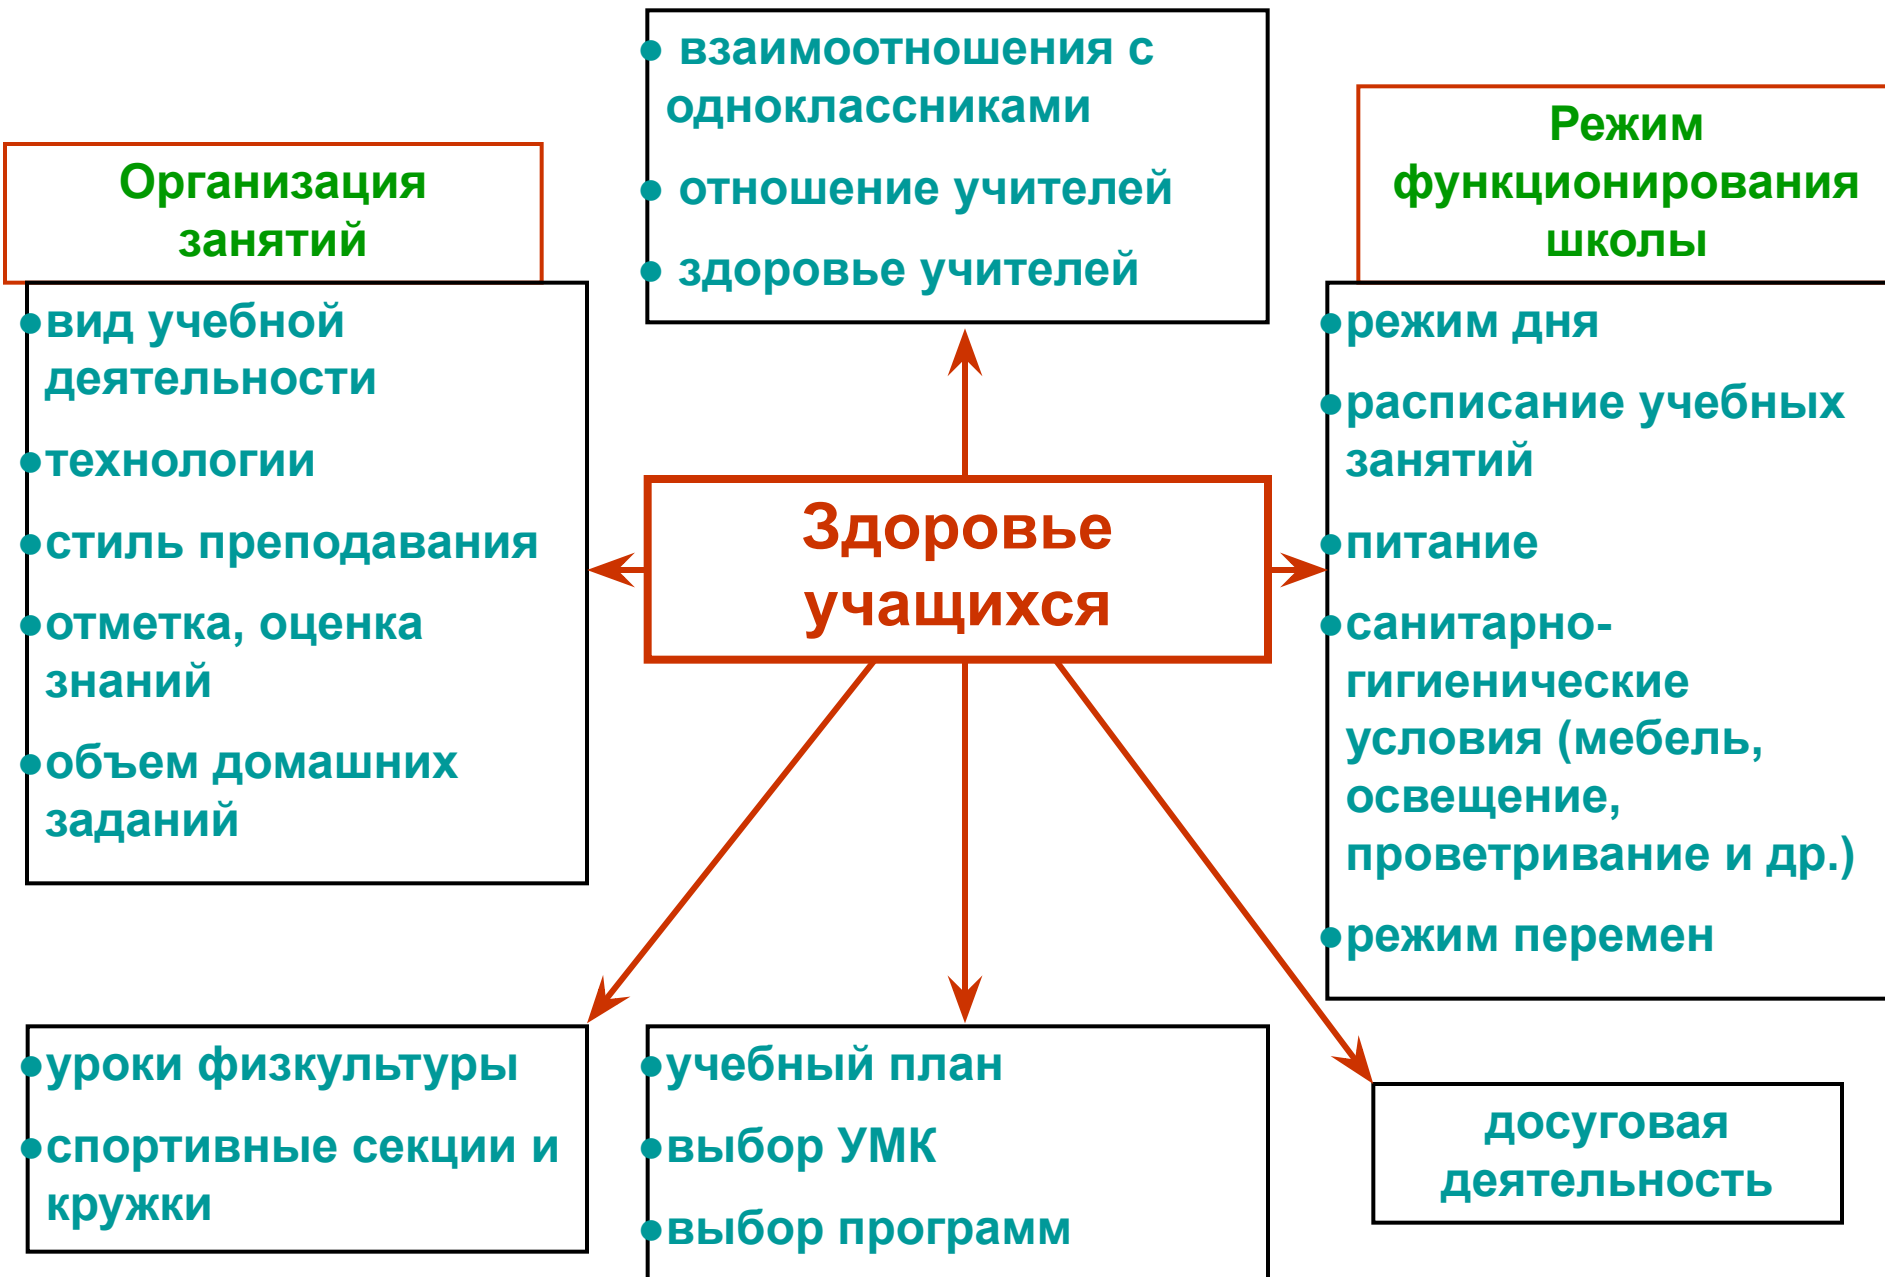 ● взаимоотношения с
одноклассниками
● отношение учителей
● здоровье учителей
Организация
занятий
●вид учебной
деятельности
●технологии
●стиль преподавания
●отметка, оценка
знаний
●объем домашних
заданий
Здоровье
учащихся
Режим
функционирования
школы
●режим дня
●расписание учебных
занятий
●питание
●санитарно-
гигиенические
условия (мебель,
освещение,
проветривание и др.)
●режим перемен
●уроки физкультуры
●спортивные секции и
кружки
●учебный план
●выбор УМК
●выбор программ
досуговая
деятельность